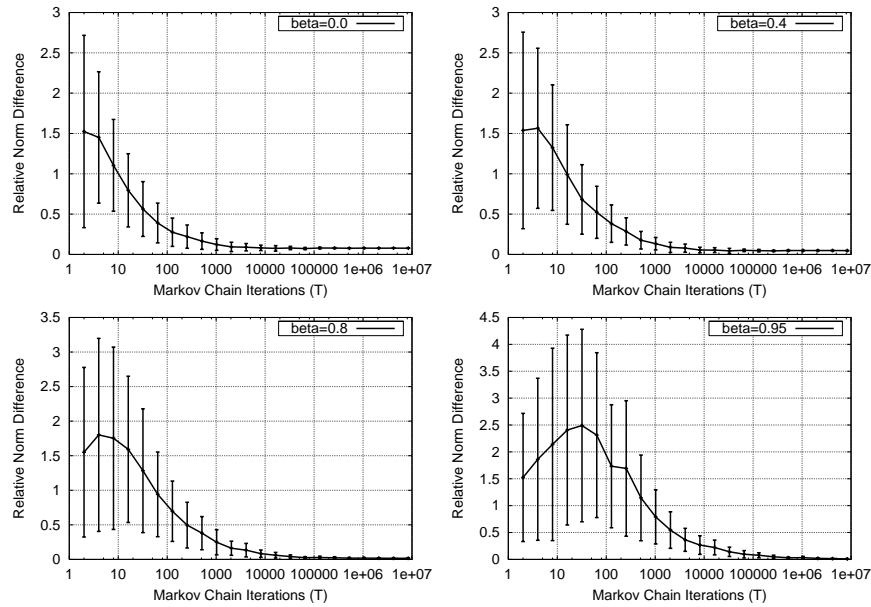 beta=0.0
3
2.5
2
1.5
1
0.5
0
Relative Norm Difference
1 10 100 1000 10000 100000 1e+06 1e+07
Markov Chain Iterations (T)
beta=0.4
3
2.5
2
1.5
1
0.5
0
Relative Norm Difference
1 10 100 1000 10000 100000 1e+06 1e+07
Markov Chain Iterations (T)
beta=0.8
3.5
3
2.5
2
1.5
1
0.5
0
Relative Norm Difference
1 10 100 1000 10000 100000 1e+06 1e+07
Markov Chain Iterations (T)
beta=0.95
4.5
4
3.5
3
2.5
2
1.5
1
0.5
0
Relative Norm Difference
1 10 100 1000 10000 100000 1e+06 1e+07
Markov Chain Iterations (T)